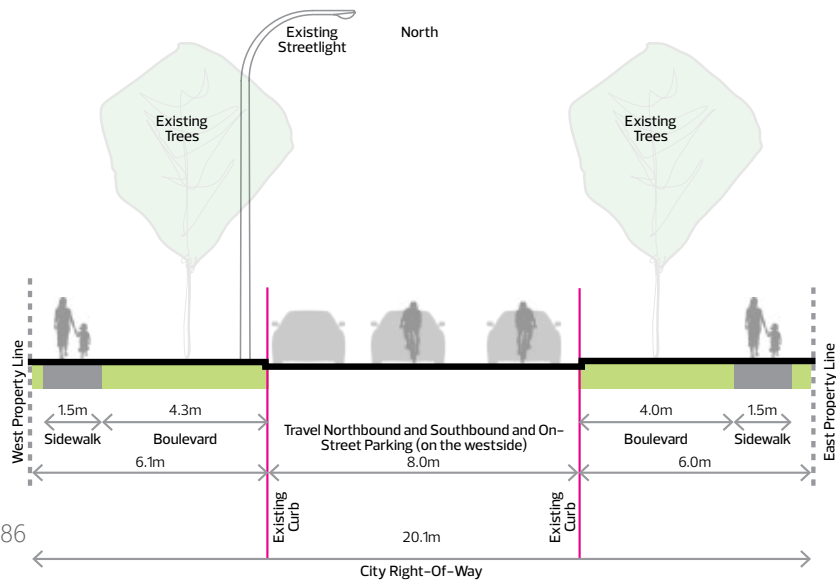 Existing
Streetlight
North
Existing
Trees
Existing
Trees
West Property Line
East Property Line
1.5m
4.3m
4.0m
1.5m
Sidewalk
Boulevard
Travel Northbound and Southbound and On-
Street Parking (on the westside)
Boulevard
Sidewalk
6.1m
8.0m
6.0m
Existing
Curb
Existing
Curb
86
20.1m
City Right-Of-Way